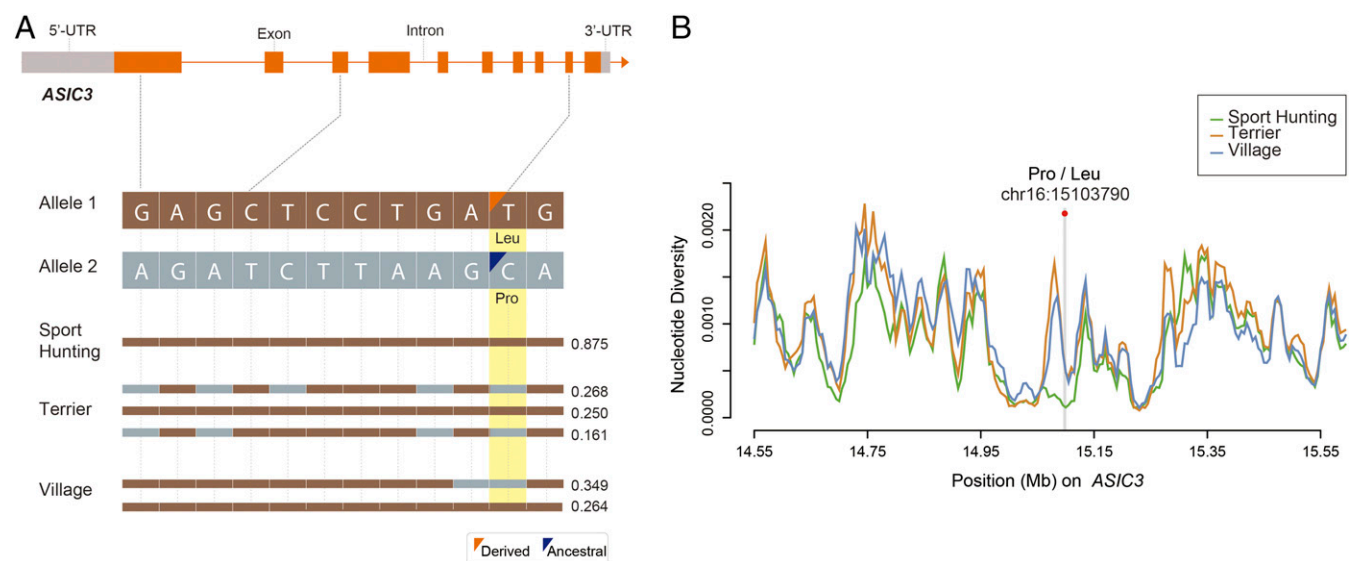 A
5'-UTR
Exon
Intron
3'-UTR
ASIC3
Allele 1
G A G C T C C T G A T G
Leu
Allele 2
A G A T C T T A A G C A
Pro
Sport
Hunting
0.875
0.268
Terrier
0.250
0.161
Village
0.349
0.264
Derived Ancestral
B
Sport Hunting
Terrier
Village
Pro / Leu
chr16:15103790
Nucleotide Diversity
0.0020
0.0010
0.0000
14.55 14.75 14.95 15.15 15.35 15.55
Position (Mb) on ASIC3